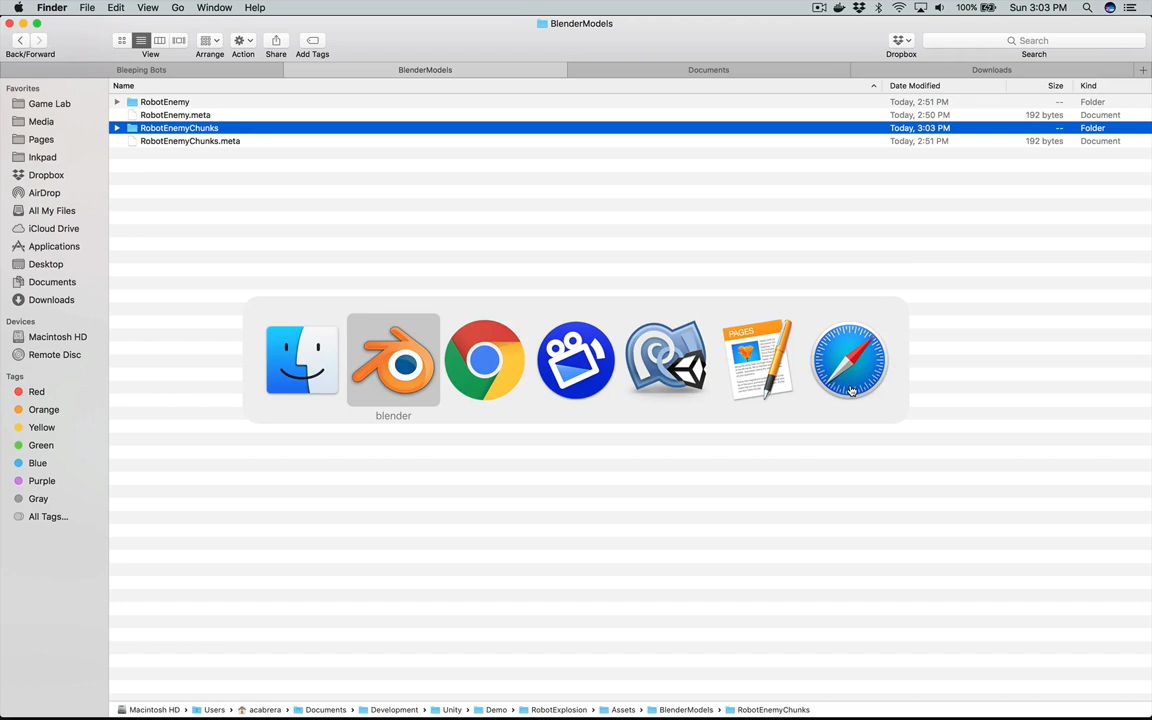 Finder File Edit View Go Window Help 100% Sun 3:03 PM
BlenderModels
Back/Forward View Arrange Action Share Add Tags Dropbox Search
Search
Bleeping Bots BlenderModels Documents Downloads
Favorites
Game Lab
Media
Pages
Inkpad
Dropbox
AirDrop
All My Files
iCloud Drive
Applications
Desktop
Documents
Downloads
Devices
Macintosh HD
Remote Disc
Tags
Red
Orange
Yellow
Green
Blue
Purple
Gray
All Tags...
Name Date Modified Size Kind
RobotEnemy Today, 2:51 PM -- Folder
RobotEnemy.meta Today, 2:50 PM 192 bytes Document
RobotEnemyChunks Today, 3:03 PM -- Folder
RobotEnemyChunks.meta Today, 2:51 PM 192 bytes Document
PAGES
blender
Macintosh HD Users acabrera Documents Development Unity Demo RobotExplosion Assets BlenderModels RobotEnemyChunks